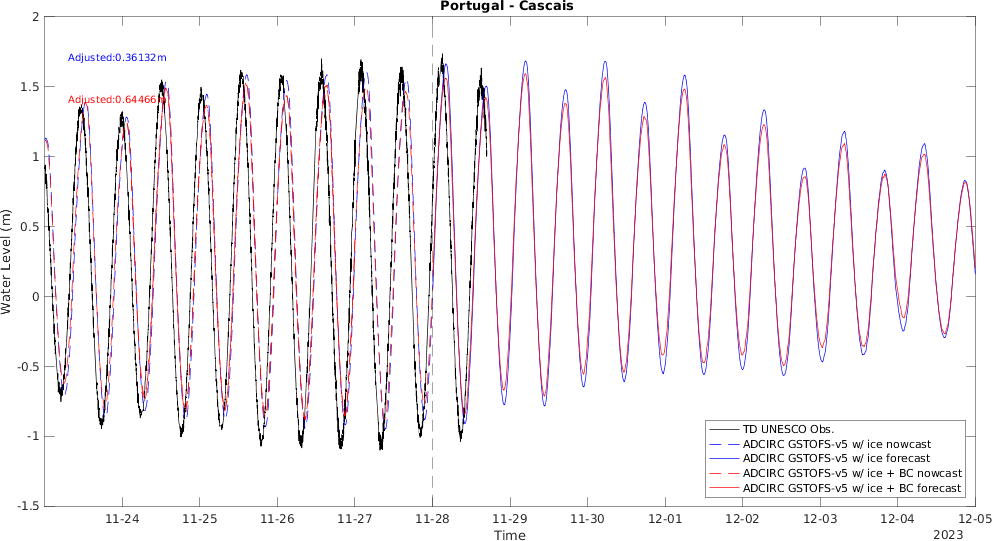 Portugal - Cascais
2
1.5
1
0.5
0
-0.5
-1
-1.5
Water Level (m)
Adjusted:0.36132m
Adjusted:0.64466m
TD UNESCO Obs.
ADCIRC GSTOFS-v5 w/ ice nowcast
ADCIRC GSTOFS-v5 w/ ice forecast
ADCIRC GSTOFS-v5 w/ ice + BC nowcast
ADCIRC GSTOFS-v5 w/ ice + BC forecast
11-24 11-25 11-26 11-27 11-28 11-29 11-30 12-01 12-02 12-03 12-04 12-05
Time
2023